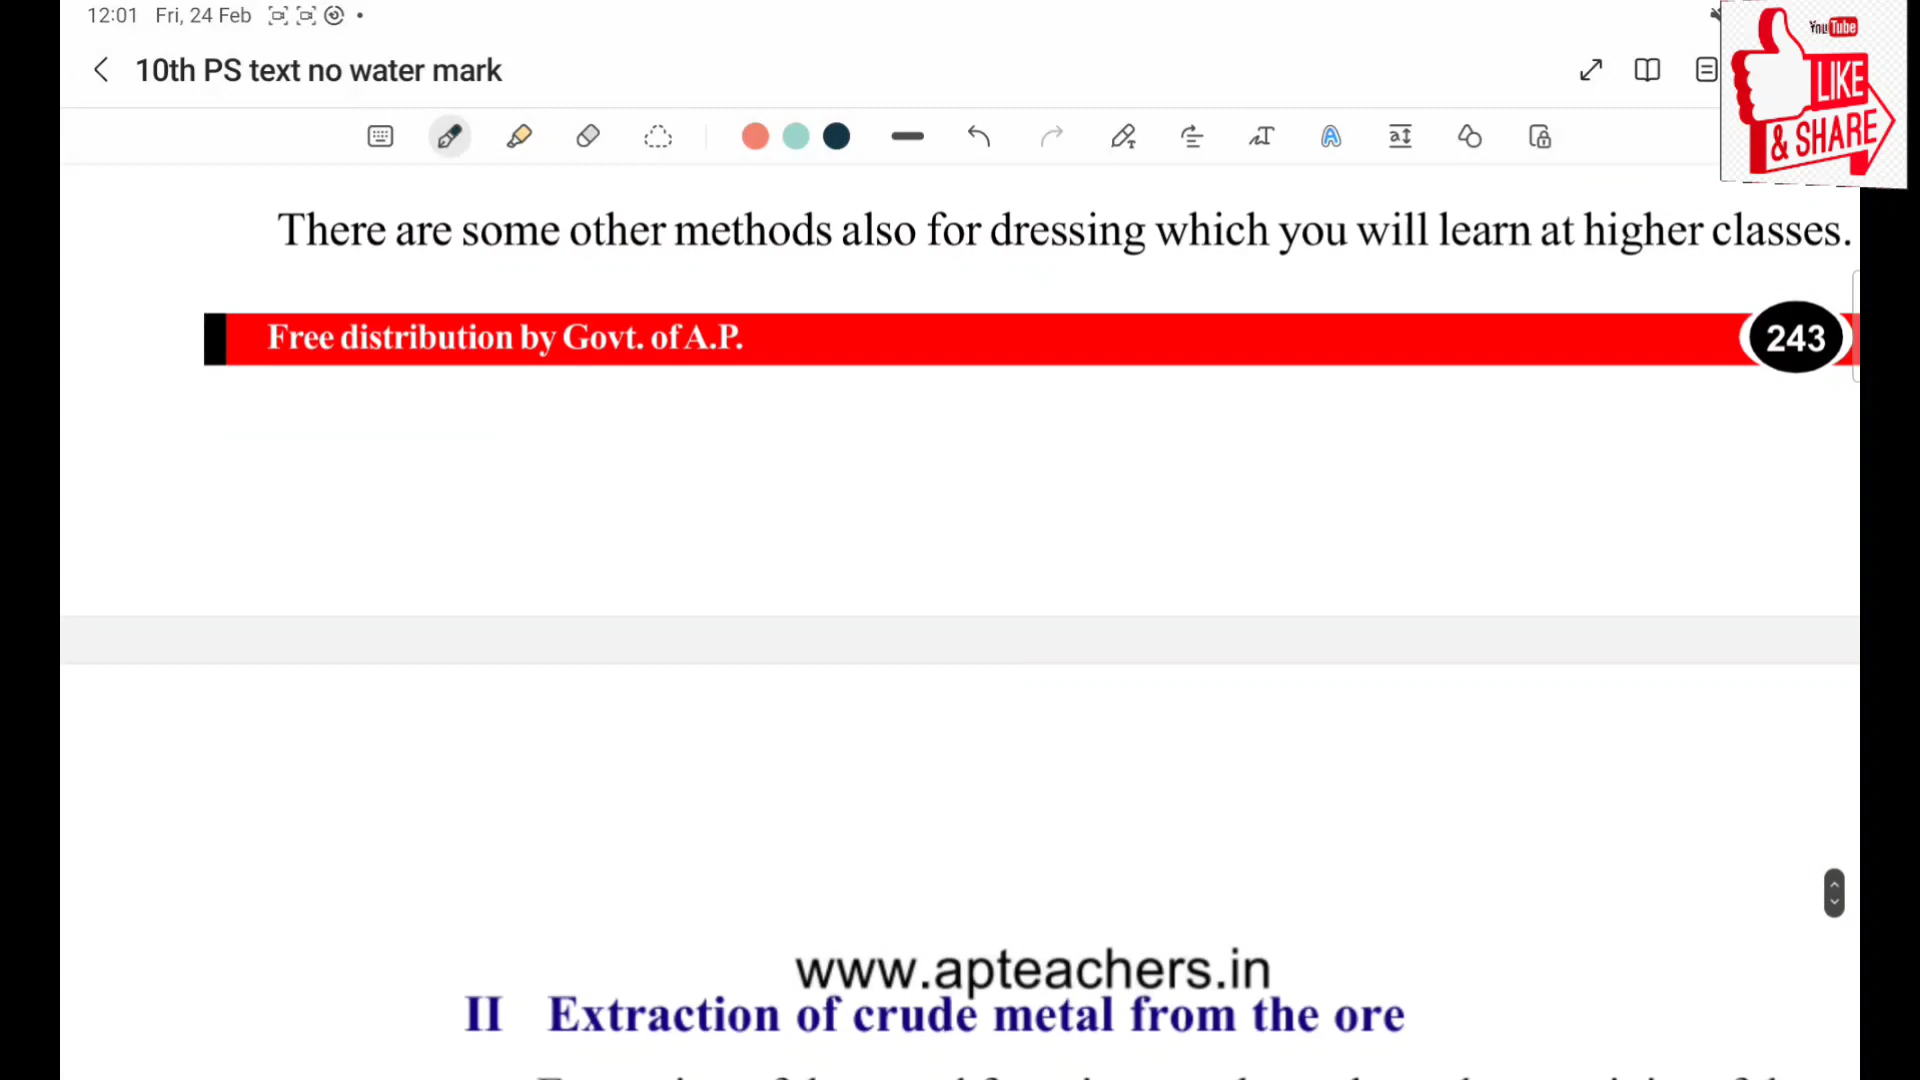 12:01 Fri, 24 Feb
10th PS text no water mark
YouTube
LIKE
& SHARE
There are some other methods also for dressing which you will learn at higher classes.
Free distribution by Govt. of A.P.
243
www.apteachers.in
II Extraction of crude metal from the ore